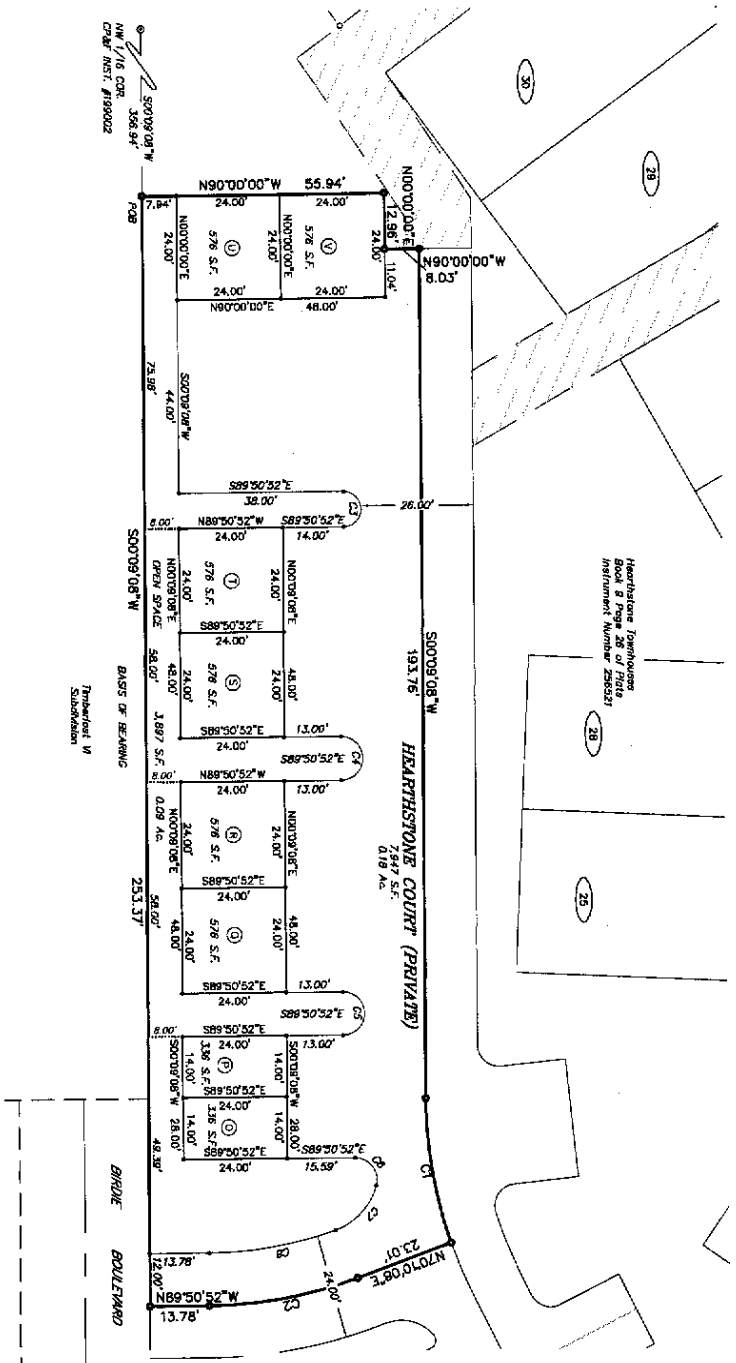 30
29
NW 1/16 COR.
CP&F INST. #199002
S00°09'08"W
356.94'
POB
N90°00'00"W
55.94'
N00°00'00"E
12.96'
N90°00'00"W
8.03'
7.94'
24.00'
24.00'
24.00'
11.04'
N00°00'00"E
24.00'
U
576 S.F.
N00°00'00"E
24.00'
V
576 S.F.
24.00'
24.00'
N90°00'00"E
48.00'
75.98'
S00°09'08"W
44.00'
S89°50'52"E
38.00'
C3
26.00'
8.00'
N89°50'52"W
24.00'
S89°50'52"E
14.00'
S00°09'08"W
N00°09'08"E
24.00'
OPEN SPACE
T
576 S.F.
N00°09'08"E
24.00'
S89°50'52"E
24.00'
S00°09'08"W
193.76'
Hearthstone Townhouses
Book 9 Page 26 of Plats
Instrument Number 256521
58.00'
48.00'
24.00'
S
576 S.F.
48.00'
24.00'
BASIS OF BEARING
Timberlost VI
Subdivision
3,897 S.F.
0.09 Ac.
S89°50'52"E
24.00'
13.00'
S89°50'52"E
C4
28
8.00'
N89°50'52"W
24.00'
13.00'
HEARTHSTONE COURT (PRIVATE)
7,947 S.F.
0.18 Ac.
N00°09'08"E
24.00'
R
576 S.F.
N00°09'08"E
24.00'
S89°50'52"E
24.00'
253.37'
58.00'
48.00'
24.00'
Q
576 S.F.
48.00'
24.00'
25
S89°50'52"E
24.00'
13.00'
S89°50'52"E
C5
8.00'
S89°50'52"E
24.00'
13.00'
S00°09'08"W
14.00'
P
336 S.F.
S00°09'08"W
14.00'
S89°50'52"E
24.00'
28.00'
14.00'
O
336 S.F.
28.00'
14.00'
S89°50'52"E
24.00'
S89°50'52"E
15.59'
C6
C7
C1
49.39'
BIRDIE BOULEVARD
C8
24.00'
N70°10'08"E
23.01'
13.78'
12.00'
N89°50'52"W
13.78'
C2